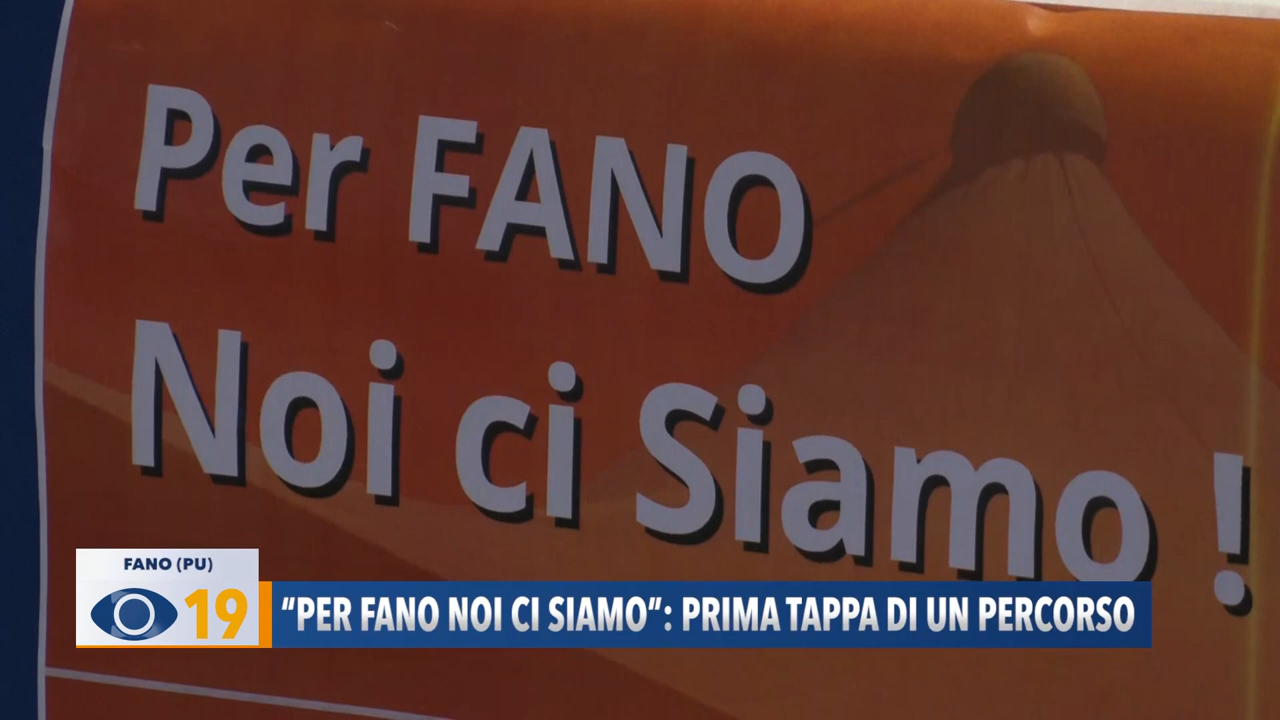 Per FANO
Noi ci Siamo !
FANO (PU)
19
“PER FANO NOI CI SIAMO”: PRIMA TAPPA DI UN PERCORSO